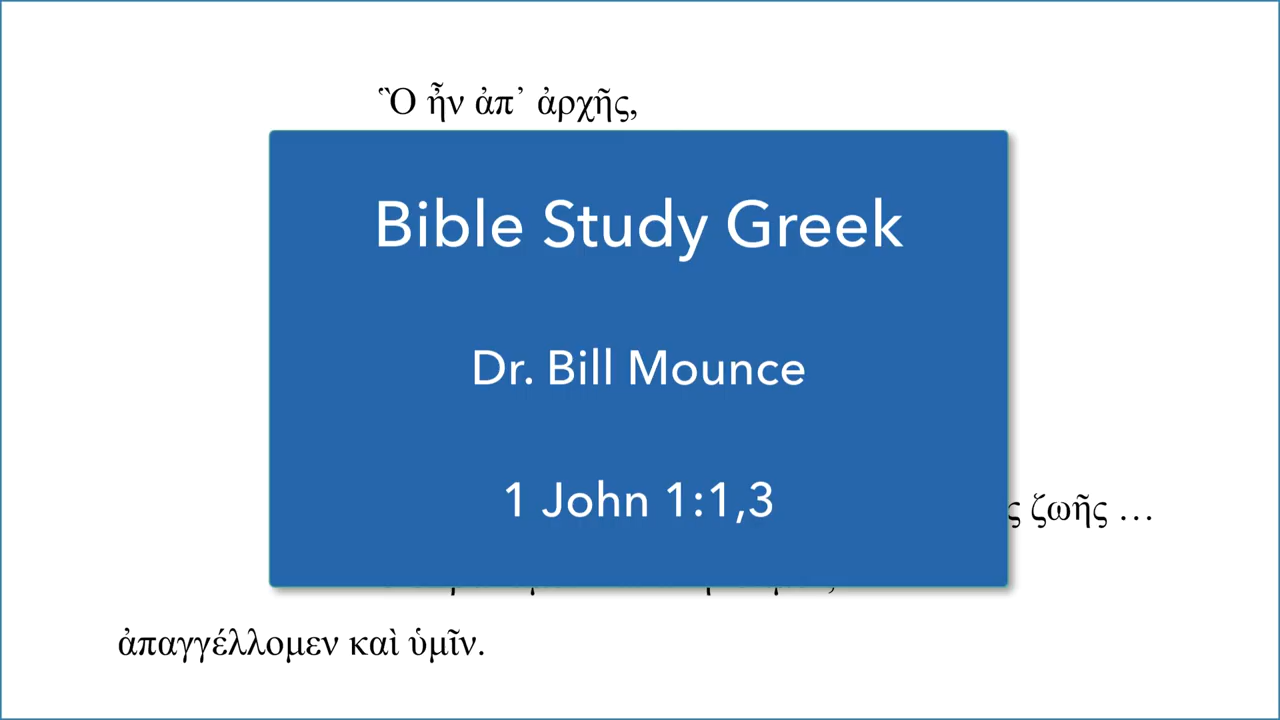 Ὃ ἦν ἀπ᾽ ἀρχῆς,
Bible Study Greek
Dr. Bill Mounce
1 John 1:1,3
ζωῆς …
ἀπαγγέλλομεν καὶ ὑμῖν.